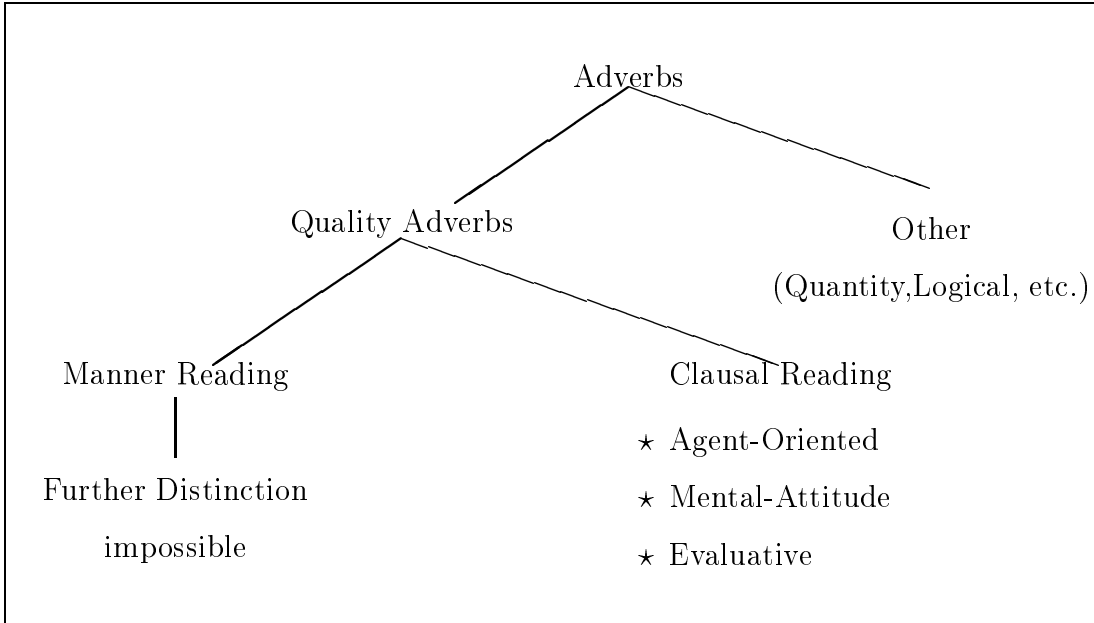 Adverbs
Quality Adverbs
Other
(Quantity,Logical, etc.)
Manner Reading
Clausal Reading
⋆ Agent-Oriented
⋆ Mental-Attitude
⋆ Evaluative
Further Distinction
impossible